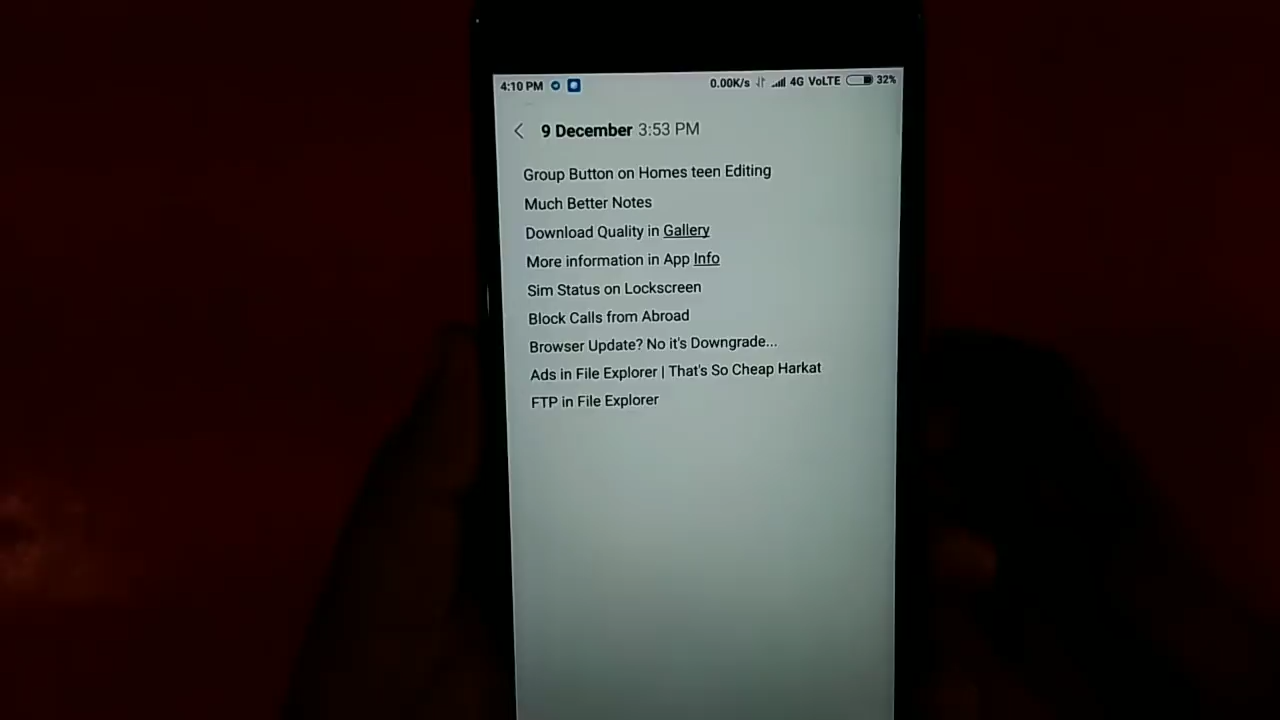 4:10 PM 0.00K/s 4G VoLTE 32%
9 December 3:53 PM
Group Button on Homes teen Editing
Much Better Notes
Download Quality in Gallery
More information in App Info
Sim Status on Lockscreen
Block Calls from Abroad
Browser Update? No it's Downgrade...
Ads in File Explorer | That's So Cheap Harkat
FTP in File Explorer